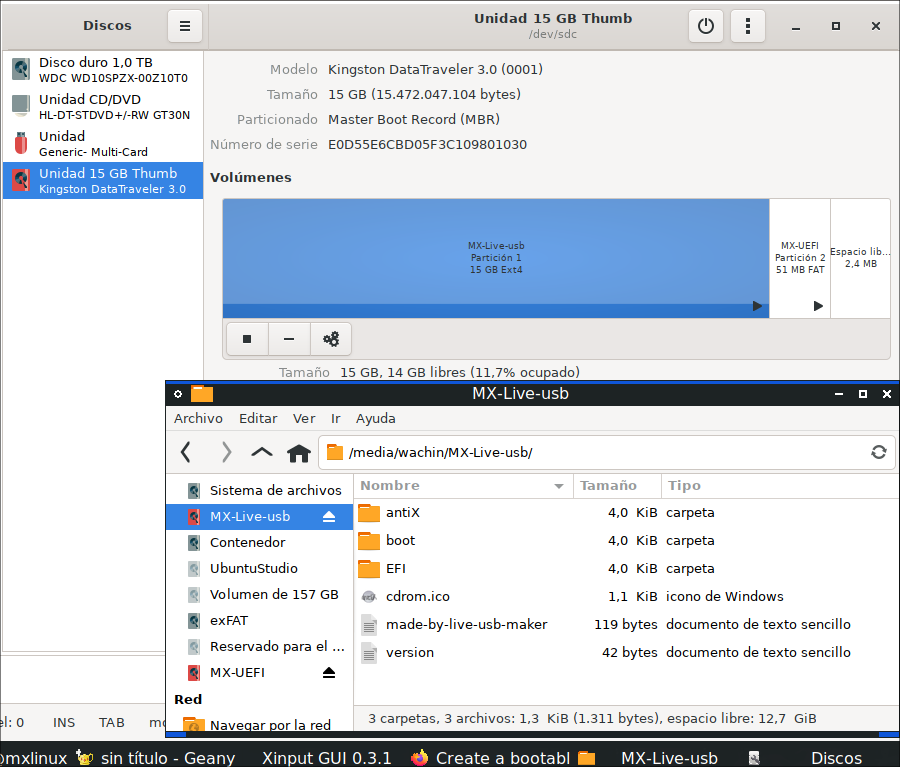 Discos
Unidad 15 GB Thumb
/dev/sdc
Disco duro 1,0 TB
WDC WD10SPZX-00Z10T0
Unidad CD/DVD
HL-DT-STDVD+/-RW GT30N
Unidad
Generic- Multi-Card
Unidad 15 GB Thumb
Kingston DataTraveler 3.0
Modelo Kingston DataTraveler 3.0 (0001)
Tamaño 15 GB (15.472.047.104 bytes)
Particionado Master Boot Record (MBR)
Número de serie E0D55E6CBD05F3C109801030
Volúmenes
MX-Live-usb
Partición 1
15 GB Ext4
MX-UEFI
Partición 2
51 MB FAT
Espacio lib...
2,4 MB
Tamaño 15 GB, 14 GB libres (11,7% ocupado)
MX-Live-usb
Archivo Editar Ver Ir Ayuda
/media/wachin/MX-Live-usb/
Sistema de archivos
MX-Live-usb
Contenedor
UbuntuStudio
Volumen de 157 GB
exFAT
Reservado para el ...
MX-UEFI
Red
Navegar por la red
Nombre Tamaño Tipo
antiX 4,0 KiB carpeta
boot 4,0 KiB carpeta
EFI 4,0 KiB carpeta
cdrom.ico 1,1 KiB icono de Windows
made-by-live-usb-maker 119 bytes documento de texto sencillo
version 42 bytes documento de texto sencillo
3 carpetas, 3 archivos: 1,3 KiB (1.311 bytes), espacio libre: 12,7 GiB
el: 0 INS TAB mo
@mxlinux sin título - Geany Xinput GUI 0.3.1 Create a bootabl MX-Live-usb Discos